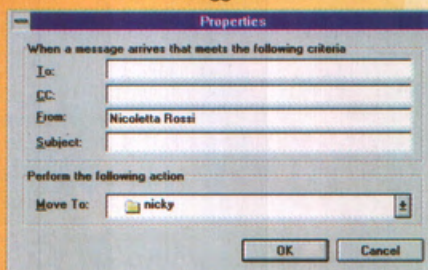 Properties
When a message arrives that meets the following criteria
To:
CC:
From: Nicoletta Rossi
Subject:
Perform the following action
Move To: nicky
OK Cancel